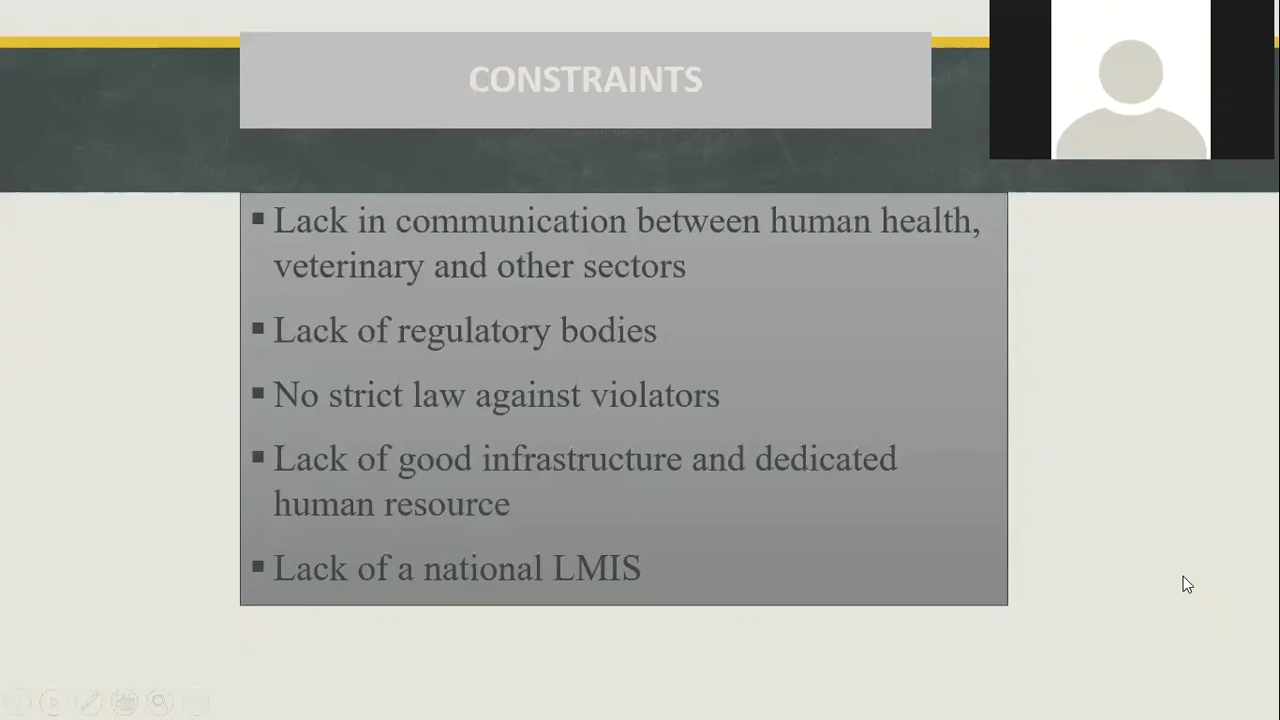 CONSTRAINTS
▪ Lack in communication between human health,
veterinary and other sectors
▪ Lack of regulatory bodies
▪ No strict law against violators
▪ Lack of good infrastructure and dedicated
human resource
▪ Lack of a national LMIS